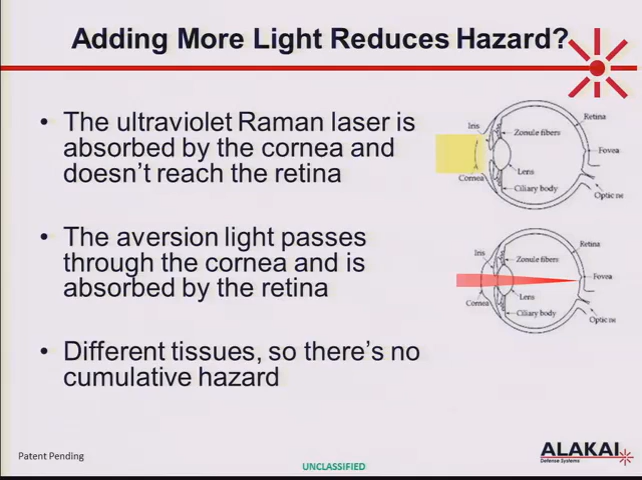 Adding More Light Reduces Hazard?
• The ultraviolet Raman laser is
absorbed by the cornea and
doesn't reach the retina
• The aversion light passes
through the cornea and is
absorbed by the retina
• Different tissues, so there's no
cumulative hazard
Iris
Zonule fibers
Retina
Fovea
Lens
Cornea
Ciliary body
Optic ne
Iris
Zonule fibers
Retina
Fovea
Lens
Cornea
Ciliary body
Optic ne
Patent Pending
UNCLASSIFIED
ALAKAI
Defense Systems